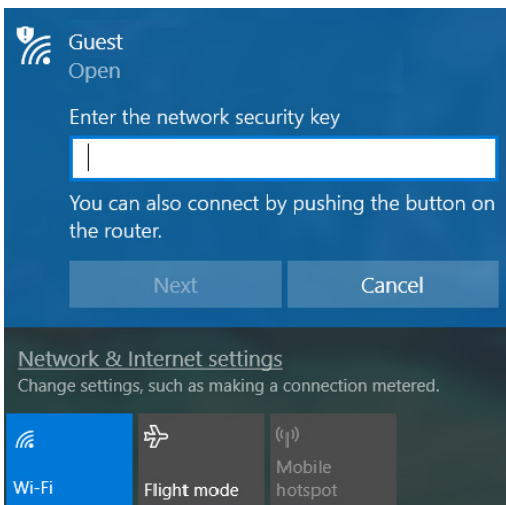 Guest
Open
Enter the network security key
You can also connect by pushing the button on
the router.
Next Cancel
Network & Internet settings
Change settings, such as making a connection metered.
Wi-Fi
Flight mode
Mobile
hotspot